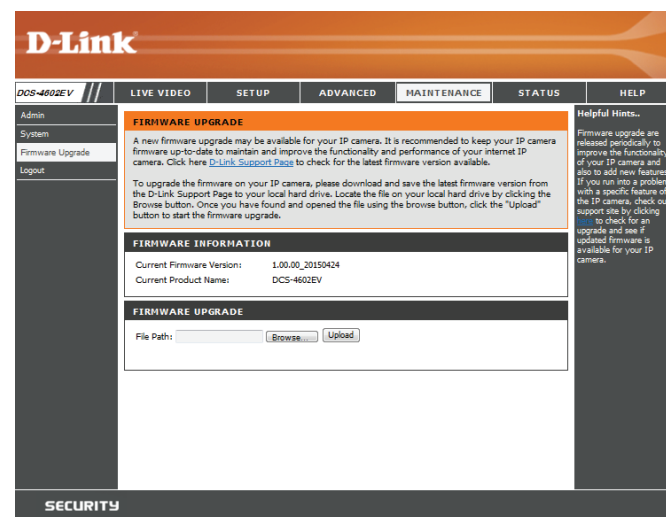 D-Link
DCS-4602EV // LIVE VIDEO SETUP ADVANCED MAINTENANCE STATUS HELP
Admin
System
Firmware Upgrade
Logout
FIRMWARE UPGRADE
A new firmware upgrade may be available for your IP camera. It is recommended to keep your IP camera
firmware up-to-date to maintain and improve the functionality and performance of your internet IP
camera. Click here D-Link Support Page to check for the latest firmware version available.
To upgrade the firmware on your IP camera, please download and save the latest firmware version from
the D-Link Support Page to your local hard drive. Locate the file on your local hard drive by clicking the
Browse button. Once you have found and opened the file using the browse button, click the "Upload"
button to start the firmware upgrade.
FIRMWARE INFORMATION
Current Firmware Version: 1.00.00_20150424
Current Product Name: DCS-4602EV
FIRMWARE UPGRADE
File Path: Browse... Upload
Helpful Hints..
Firmware upgrade are
released periodically to
improve the functionality
of your IP camera and
also to add new features.
If you run into a problem
with a specific feature of
the IP camera, check our
support site by clicking
to check for an
upgrade and see if
updated firmware is
available for your IP
camera.
SECURITY